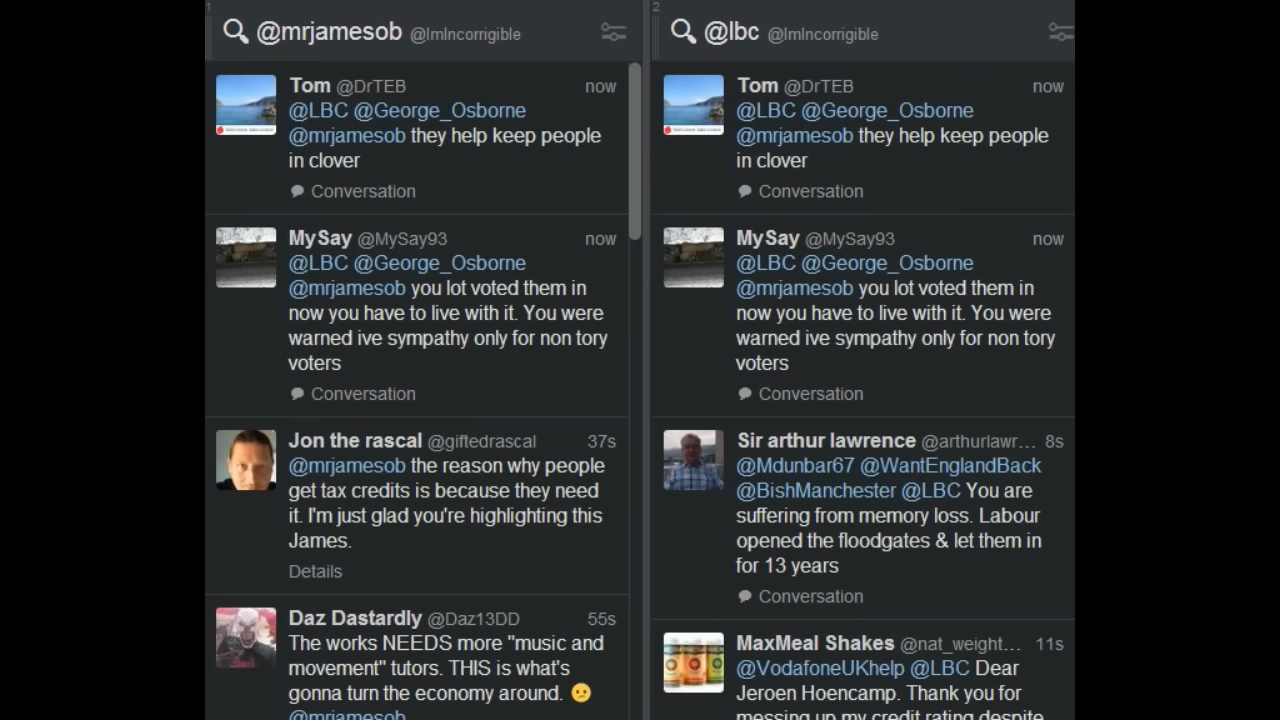 1
@mrjamesob @ImIncorrigible
Tom @DrTEB now
@LBC @George_Osborne
@mrjamesob they help keep people
in clover
Conversation
MySay @MySay93 now
@LBC @George_Osborne
@mrjamesob you lot voted them in
now you have to live with it. You were
warned ive sympathy only for non tory
voters
Conversation
Jon the rascal @giftedrascal 37s
@mrjamesob the reason why people
get tax credits is because they need
it. I'm just glad you're highlighting this
James.
Details
Daz Dastardly @Daz13DD 55s
The works NEEDS more "music and
movement" tutors. THIS is what's
gonna turn the economy around. 😕
@mrjamesob
2
@lbc @ImIncorrigible
Tom @DrTEB now
@LBC @George_Osborne
@mrjamesob they help keep people
in clover
Conversation
MySay @MySay93 now
@LBC @George_Osborne
@mrjamesob you lot voted them in
now you have to live with it. You were
warned ive sympathy only for non tory
voters
Conversation
Sir arthur lawrence @arthurlawr... 8s
@Mdunbar67 @WantEnglandBack
@BishManchester @LBC You are
suffering from memory loss. Labour
opened the floodgates & let them in
for 13 years
Conversation
MaxMeal Shakes @nat_weight... 11s
@VodafoneUKhelp @LBC Dear
Jeroen Hoencamp. Thank you for
messing up my credit rating despite